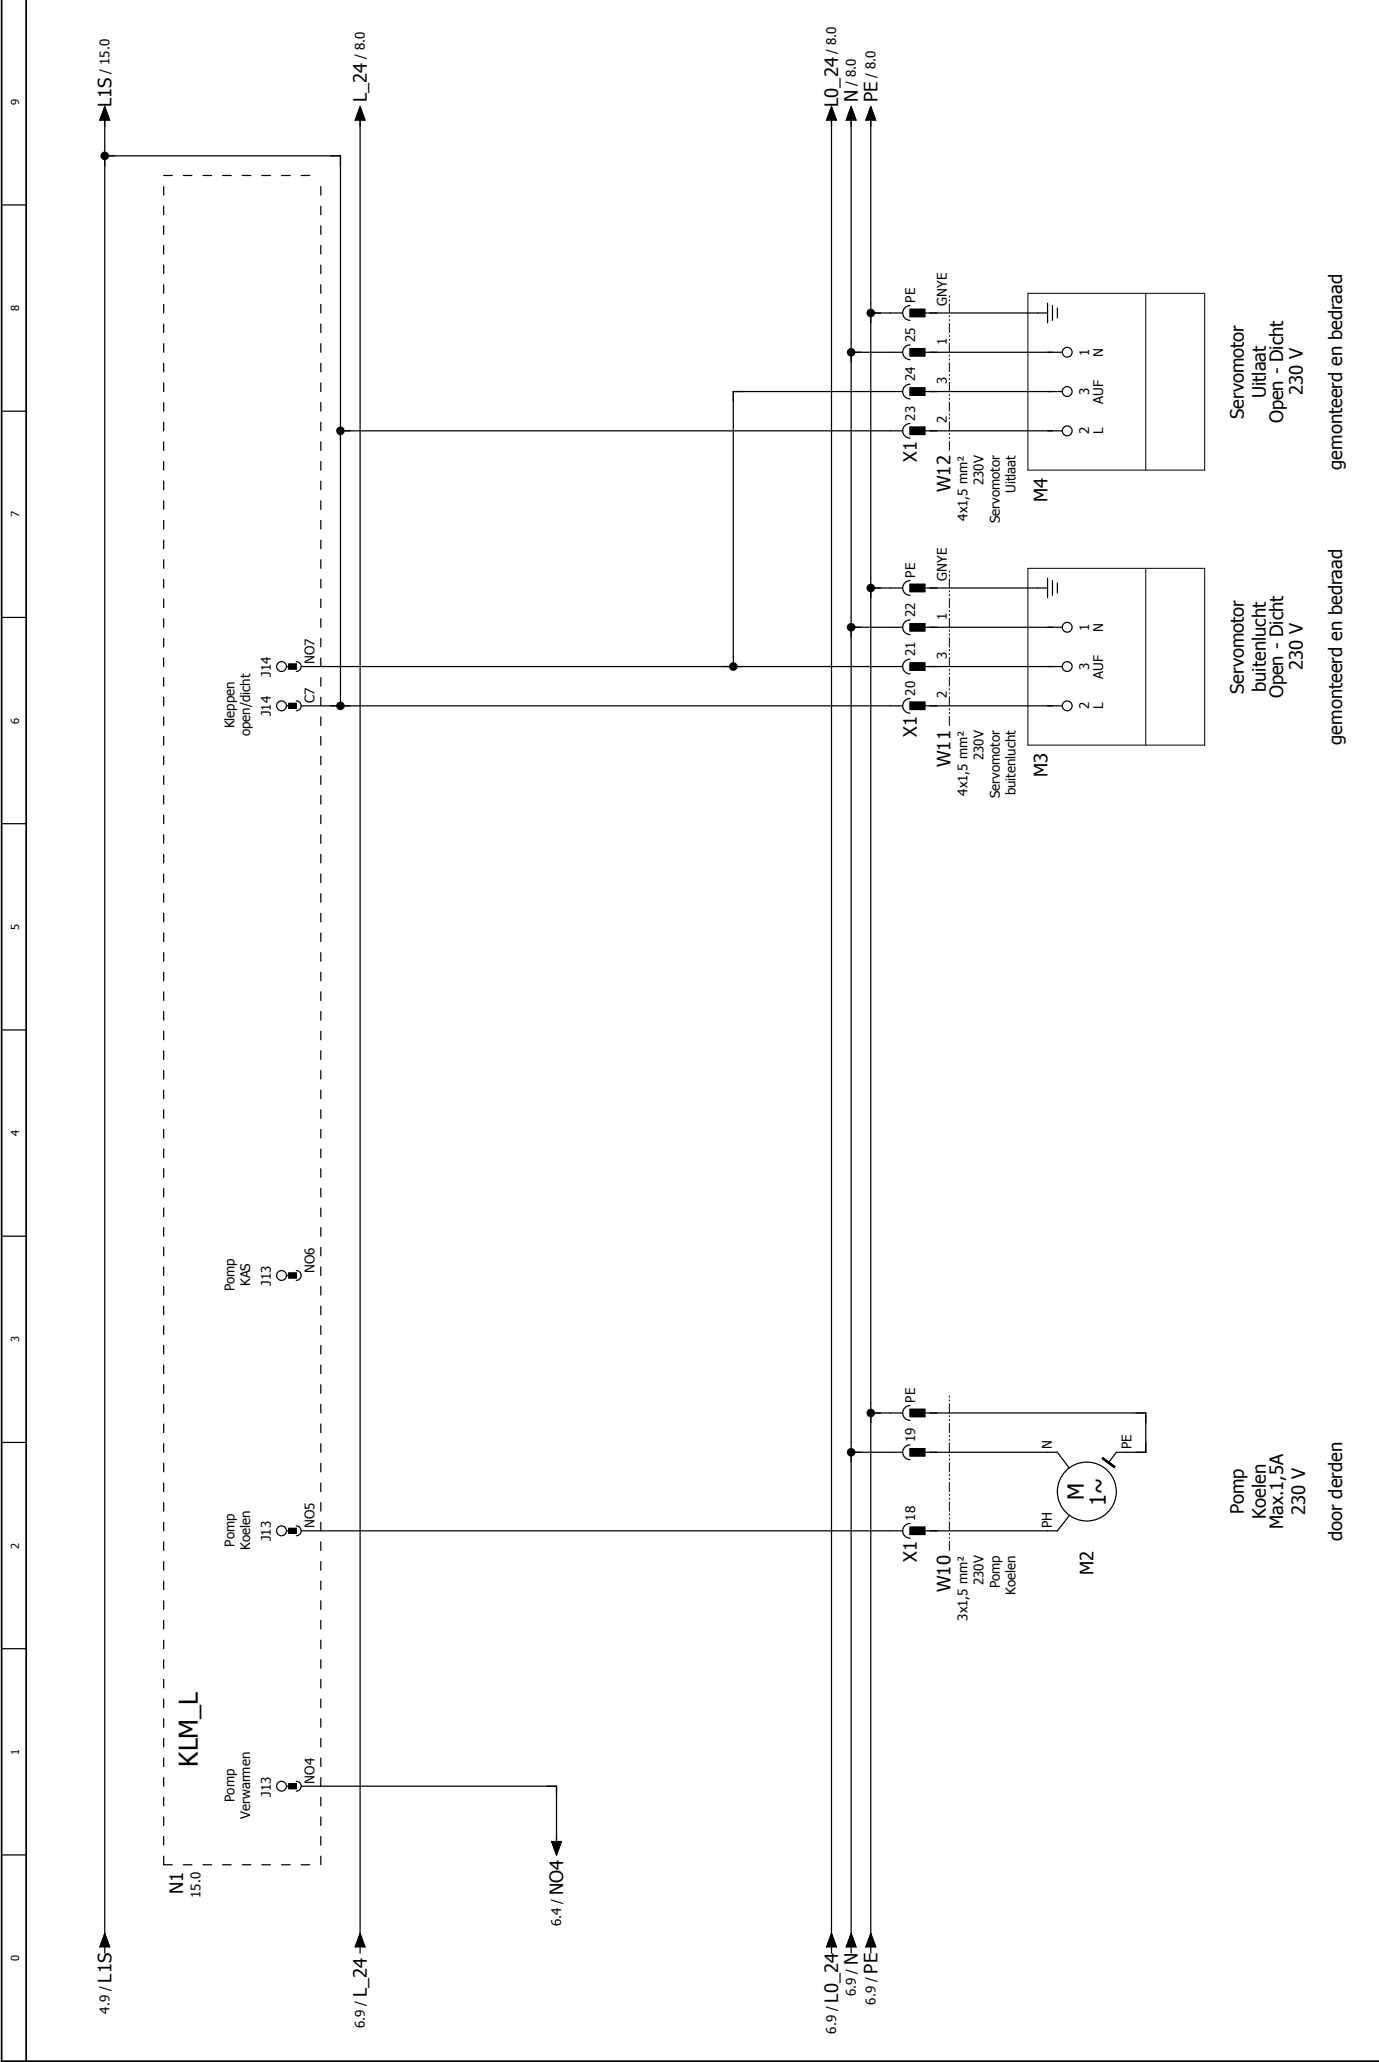 0 1 2 3 4 5 6 7 8 9
4.9 / L1S
L1S / 15.0
N1
15.0
KLM_L
Pomp
Verwarmen
J13
NO4
Pomp
Koelen
J13
NO5
Pomp
KAS
J13
NO6
Kleppen
open/dicht
J14
C7
J14
NO7
6.9 / L_24
L_24 / 8.0
6.4 / NO4
6.9 / L0_24
L0_24 / 8.0
6.9 / N
N / 8.0
6.9 / PE
PE / 8.0
X1 18 19 PE
W10
3x1,5 mm²
230V
Pomp
Koelen
PH
N
M
1~
PE
M2
Pomp
Koelen
Max.1,5A
230 V
door derden
X1 20 21 22 PE
W11 2 3 1 GNYE
4x1,5 mm²
230V
Servomotor
buitenlucht
M3
2 3 1
L AUF N
Servomotor
buitenlucht
Open - Dicht
230 V
gemonteerd en bedraad
X1 23 24 25 PE
W12 2 3 1 GNYE
4x1,5 mm²
230V
Servomotor
Uitlaat
M4
2 3 1
L AUF N
Servomotor
Uitlaat
Open - Dicht
230 V
gemonteerd en bedraad